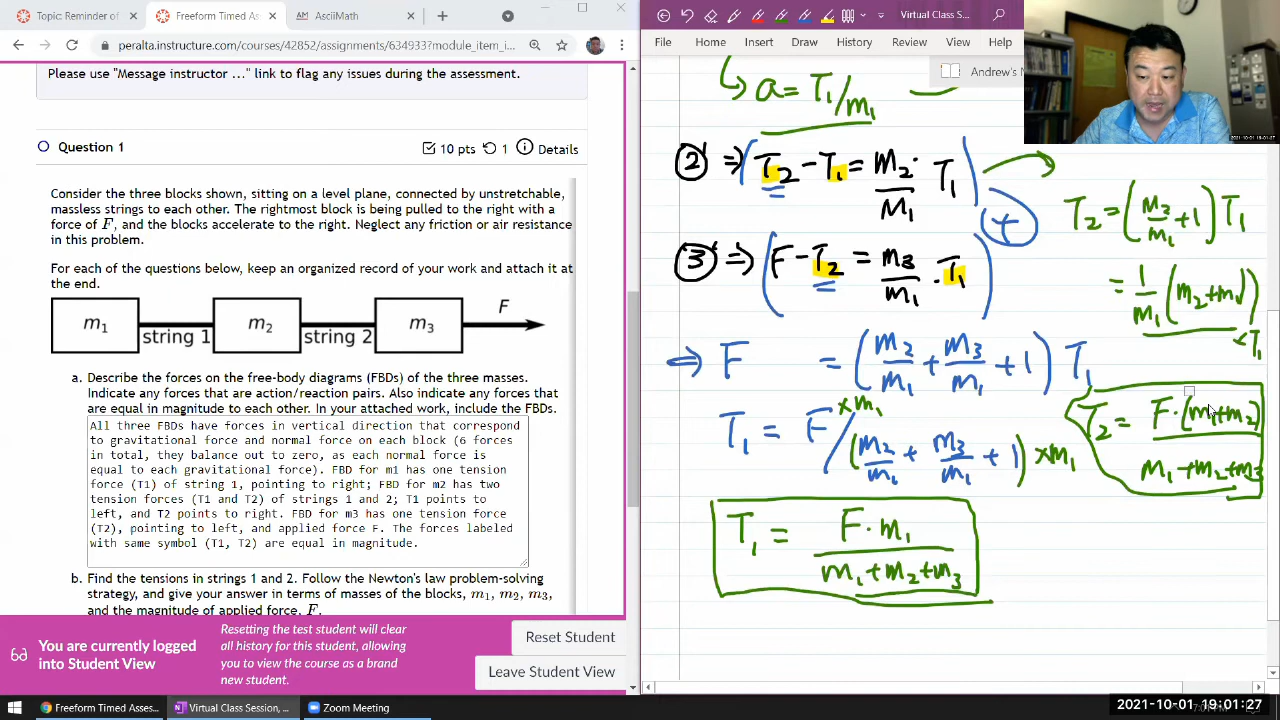 Topic: Reminder of
Freeform Timed Asses
AsciiMath
peralta.instructure.com/courses/42852/assignments/634933?module_item_i...
Please use "Message instructor ..." link to flag any issues during the assessment.
Question 1
10 pts 1 Details
Consider the three blocks shown, sitting on a level plane, connected by unstretchable,
massless strings to each other. The rightmost block is being pulled to the right with a
force of F, and the blocks accelerate to the right. Neglect any friction or air resistance
in this problem.
For each of the questions below, keep an organized record of your work and attach it at
the end.
m₁ string 1 m₂ string 2 m₃ F
a. Describe the forces on the free-body diagrams (FBDs) of the three masses.
Indicate any forces that are action/reaction pairs. Also indicate any forces that
are equal in magnitude to each other. In your attached work, include the FBDs.
All three FBDs have forces in vertical direction that correspond
to gravitational force and normal force on each block (6 forces
in total, they balance out to zero, as each normal force is
equal to each gravitational force). FBD for m1 has one tension
force (T1) of String 1, pointing to right; FBD for m2 has two
tension forces (T1 and T2) of strings 1 and 2; T1 points to
left, and T2 points to right. FBD for m3 has one tension force
(T2), pointing to left, and applied force F. The forces labeled
with same symbol (T1, T2) are equal in magnitude.
b. Find the tensions in strings 1 and 2. Follow the Newton's law problem-solving
strategy, and give your answer in terms of masses of the blocks, m₁, m₂, m₃,
and the magnitude of applied force, F.
You are currently logged
into Student View
Resetting the test student will clear
all history for this student, allowing
you to view the course as a brand
new student.
Reset Student
Leave Student View
Virtual Class S...
File Home Insert Draw History Review View Help
Andrew's N
↳ a = T₁/m₁
② ⇒ (T₂ - T₁ = m₂/m₁ · T₁)
③ ⇒ (F - T₂ = m₃/m₁ · T₁)
+
⇒ F = (m₂/m₁ + m₃/m₁ + 1) T₁
T₁ = F ×m₁ / (m₂/m₁ + m₃/m₁ + 1) ×m₁
T₁ = F·m₁ / m₁+m₂+m₃
T₂ = (m₂/m₁ + 1) T₁
= 1/m₁ (m₂+m₁) ×T₁
T₂ = F·(m₁+m₂) / m₁+m₂+m₃
Freeform Timed Asses...
Virtual Class Session, ...
Zoom Meeting
2021-10-01 19:01:27
2021-10-01 19:01:27